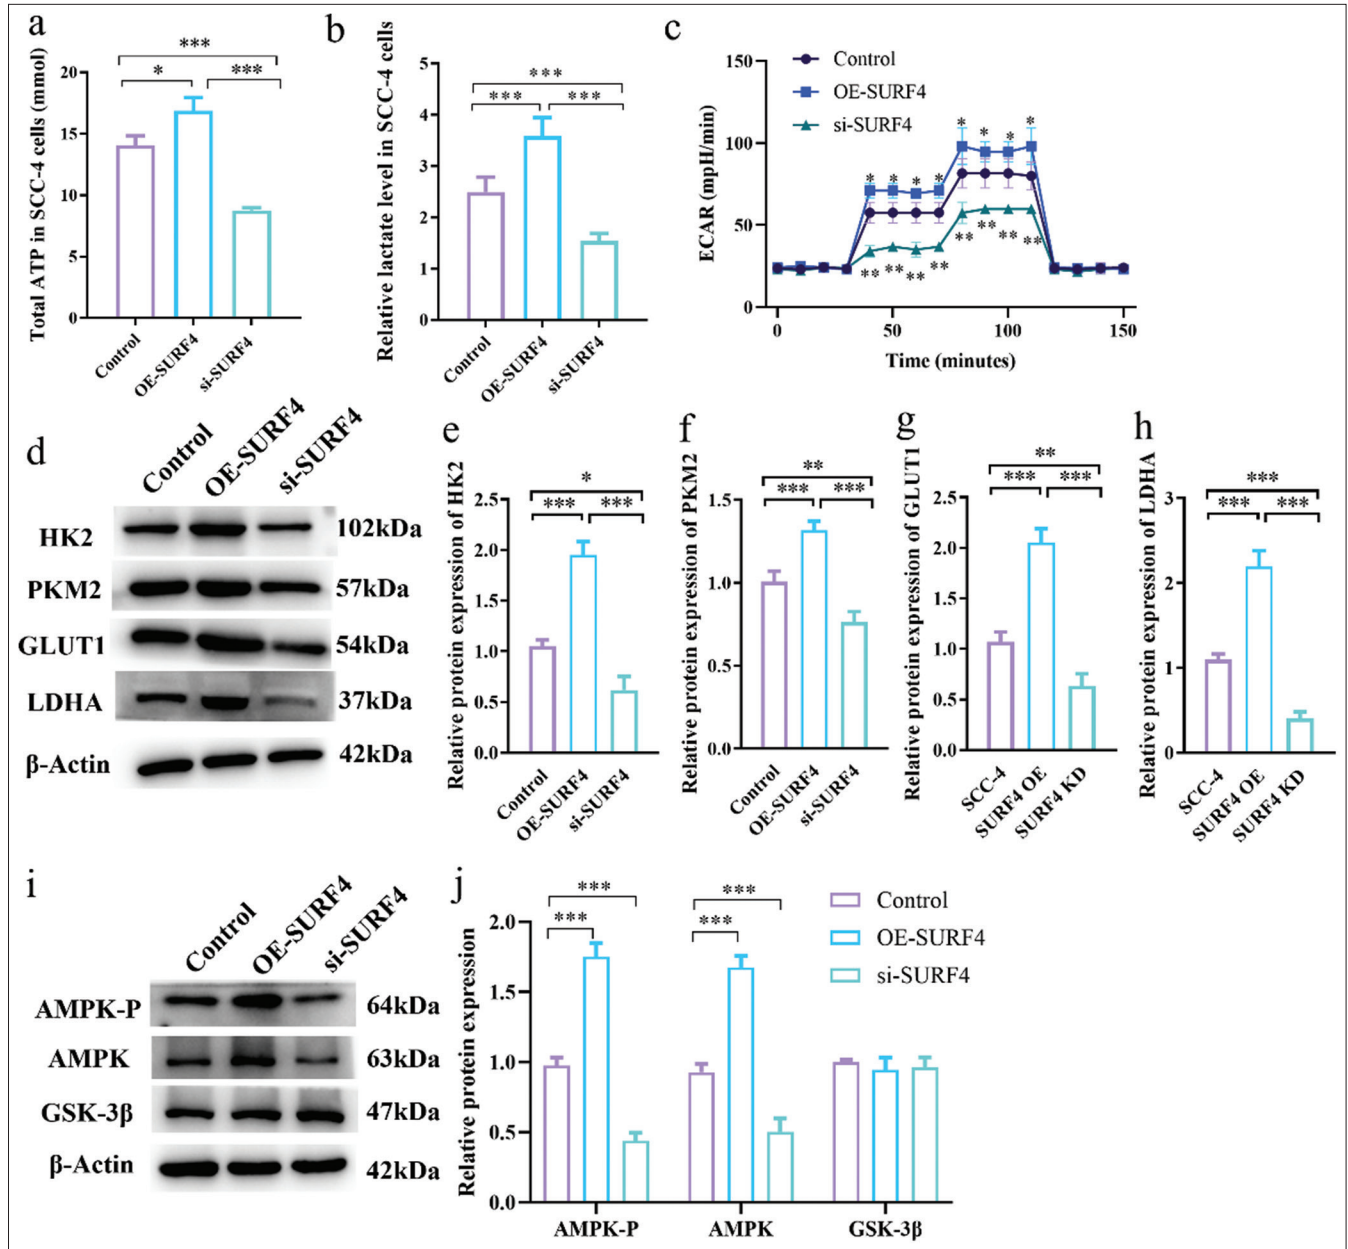 a
Total ATP in SCC-4 cells (mmol)
20
15
10
5
0
***
*
***
Control
OE-SURF4
si-SURF4
b
Relative lactate level in SCC-4 cells
5
4
3
2
1
0
***
***
***
Control
OE-SURF4
si-SURF4
c
Control
OE-SURF4
si-SURF4
ECAR (mpH/min)
150
100
50
0
* * * *
* * * *
** ** ** **
** ** ** **
0 50 100 150
Time (minutes)
d
Control
OE-SURF4
si-SURF4
HK2 102kDa
PKM2 57kDa
GLUT1 54kDa
LDHA 37kDa
β-Actin 42kDa
e
Relative protein expression of HK2
2.5
2.0
1.5
1.0
0.5
0.0
*
***
***
Control
OE-SURF4
si-SURF4
f
Relative protein expression of PKM2
1.5
1.0
0.5
0.0
**
***
***
Control
OE-SURF4
si-SURF4
g
Relative protein expression of GLUT1
2.5
2.0
1.5
1.0
0.5
0.0
**
***
***
SCC-4
SURF4 OE
SURF4 KD
h
Relative protein expression of LDHA
3
2
1
0
***
***
***
SCC-4
SURF4 OE
SURF4 KD
i
Control
OE-SURF4
si-SURF4
AMPK-P 64kDa
AMPK 63kDa
GSK-3β 47kDa
β-Actin 42kDa
j
Relative protein expression
2.0
1.5
1.0
0.5
0.0
***
***
***
***
Control
OE-SURF4
si-SURF4
AMPK-P AMPK GSK-3β